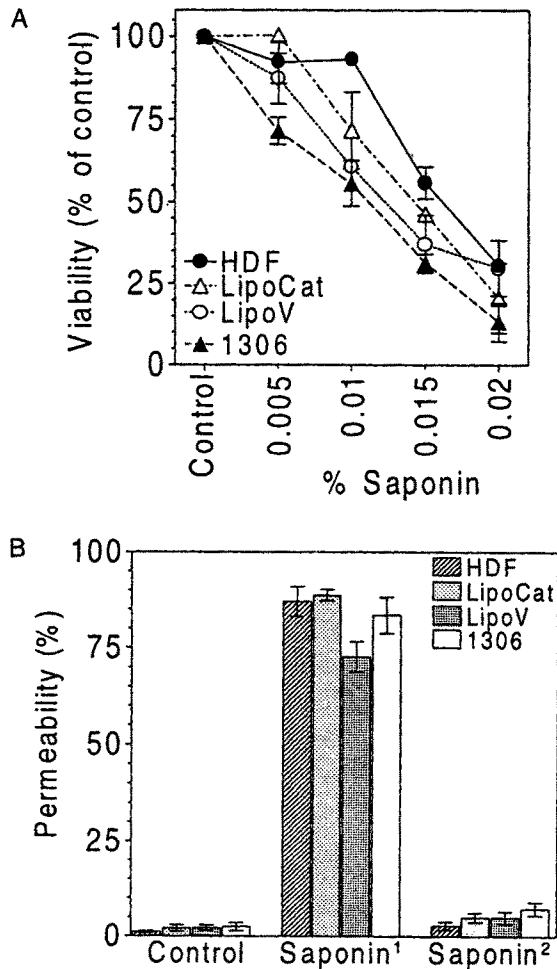 A
Viability (% of control)
100
75
50
25
0
HDF
LipoCat
LipoV
1306
Control
0.005
0.01
0.015
0.02
% Saponin
B
Permeability (%)
100
75
50
25
0
HDF
LipoCat
LipoV
1306
Control Saponin¹ Saponin²